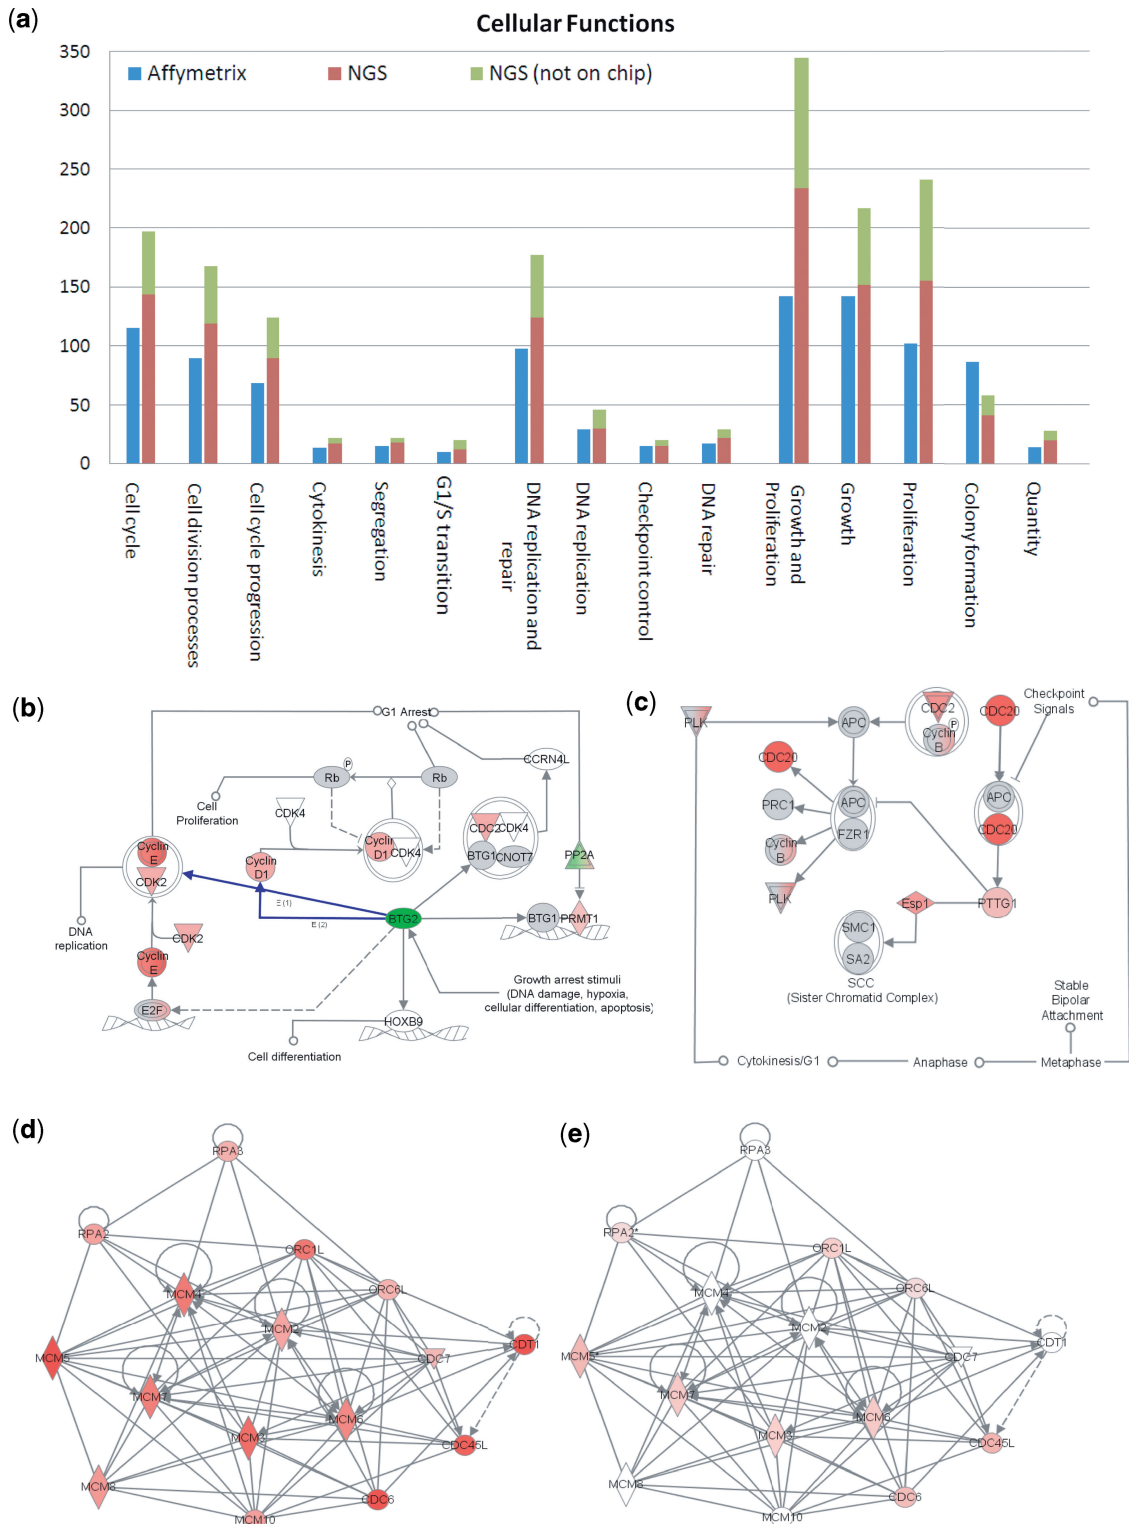 (a)
Cellular Functions
350
300
250
200
150
100
50
0
Affymetrix
NGS
NGS (not on chip)
Cell cycle
Cell division processes
Cell cycle progression
Cytokinesis
Segregation
G1/S transition
DNA replication and
repair
DNA replication
Checkpoint control
DNA repair
Growth and
Proliferation
Growth
Proliferation
Colony formation
Quantity
(b)
G1 Arrest
CCRN4L
Rb
P
Rb
Cell
Proliferation
CDK4
Cyclin
D1
CDK4
CDC2
CDK4
BTG1
CNOT7
PP2A
Cyclin
E
CDK2
Cyclin
D1
E (1)
E (2)
BTG2
BTG1
PRMT1
DNA
replication
CDK2
Cyclin
E
E2F
Growth arrest stimuli
(DNA damage, hypoxia,
cellular differentiation, apoptosis)
HOXB9
Cell differentiation
(c)
PLK
APC
CDC2
Cyclin
B
P
CDC20
Checkpoint
Signals
CDC20
PRC1
APC
FZR1
APC
CDC20
Cyclin
B
PLK
Esp1
PTTG1
SMC1
SA2
SCC
(Sister Chromatid Complex)
Stable
Bipolar
Attachment
Cytokinesis/G1
Anaphase
Metaphase
(d)
RPA3
RPA2
ORC1L
MCM4
ORC6L
MCM2
CDT1
MCM5
CDC7
MCM7
MCM6
MCM3
CDC45L
MCM8
CDC6
MCM10
(e)
RPA3
RPA2*
ORC1L
MCM4
ORC6L
MCM2
CDT1
MCM5*
CDC7
MCM7
MCM6
MCM3
CDC45L
MCM8
CDC6
MCM10